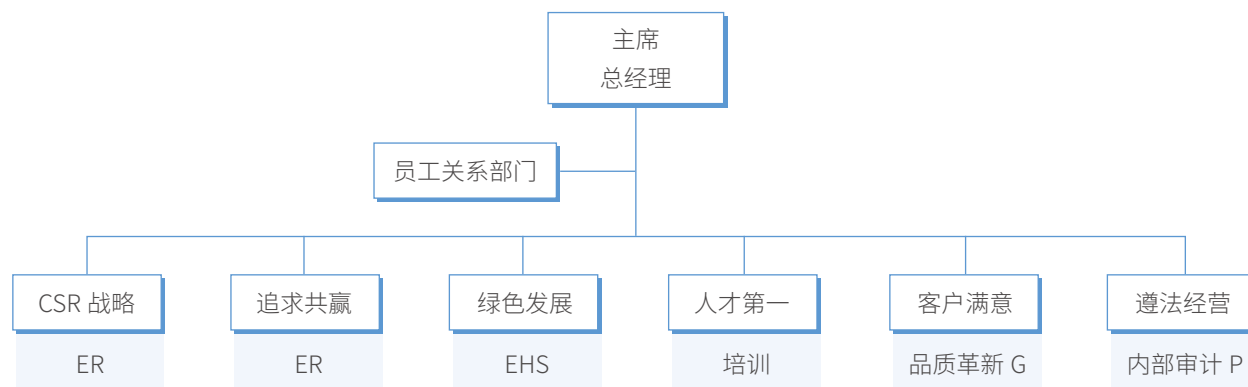 主席
总经理
员工关系部门
CSR 战略
追求共赢
绿色发展
人才第一
客户满意
遵法经营
ER
ER
EHS
培训
品质革新 G
内部审计 P